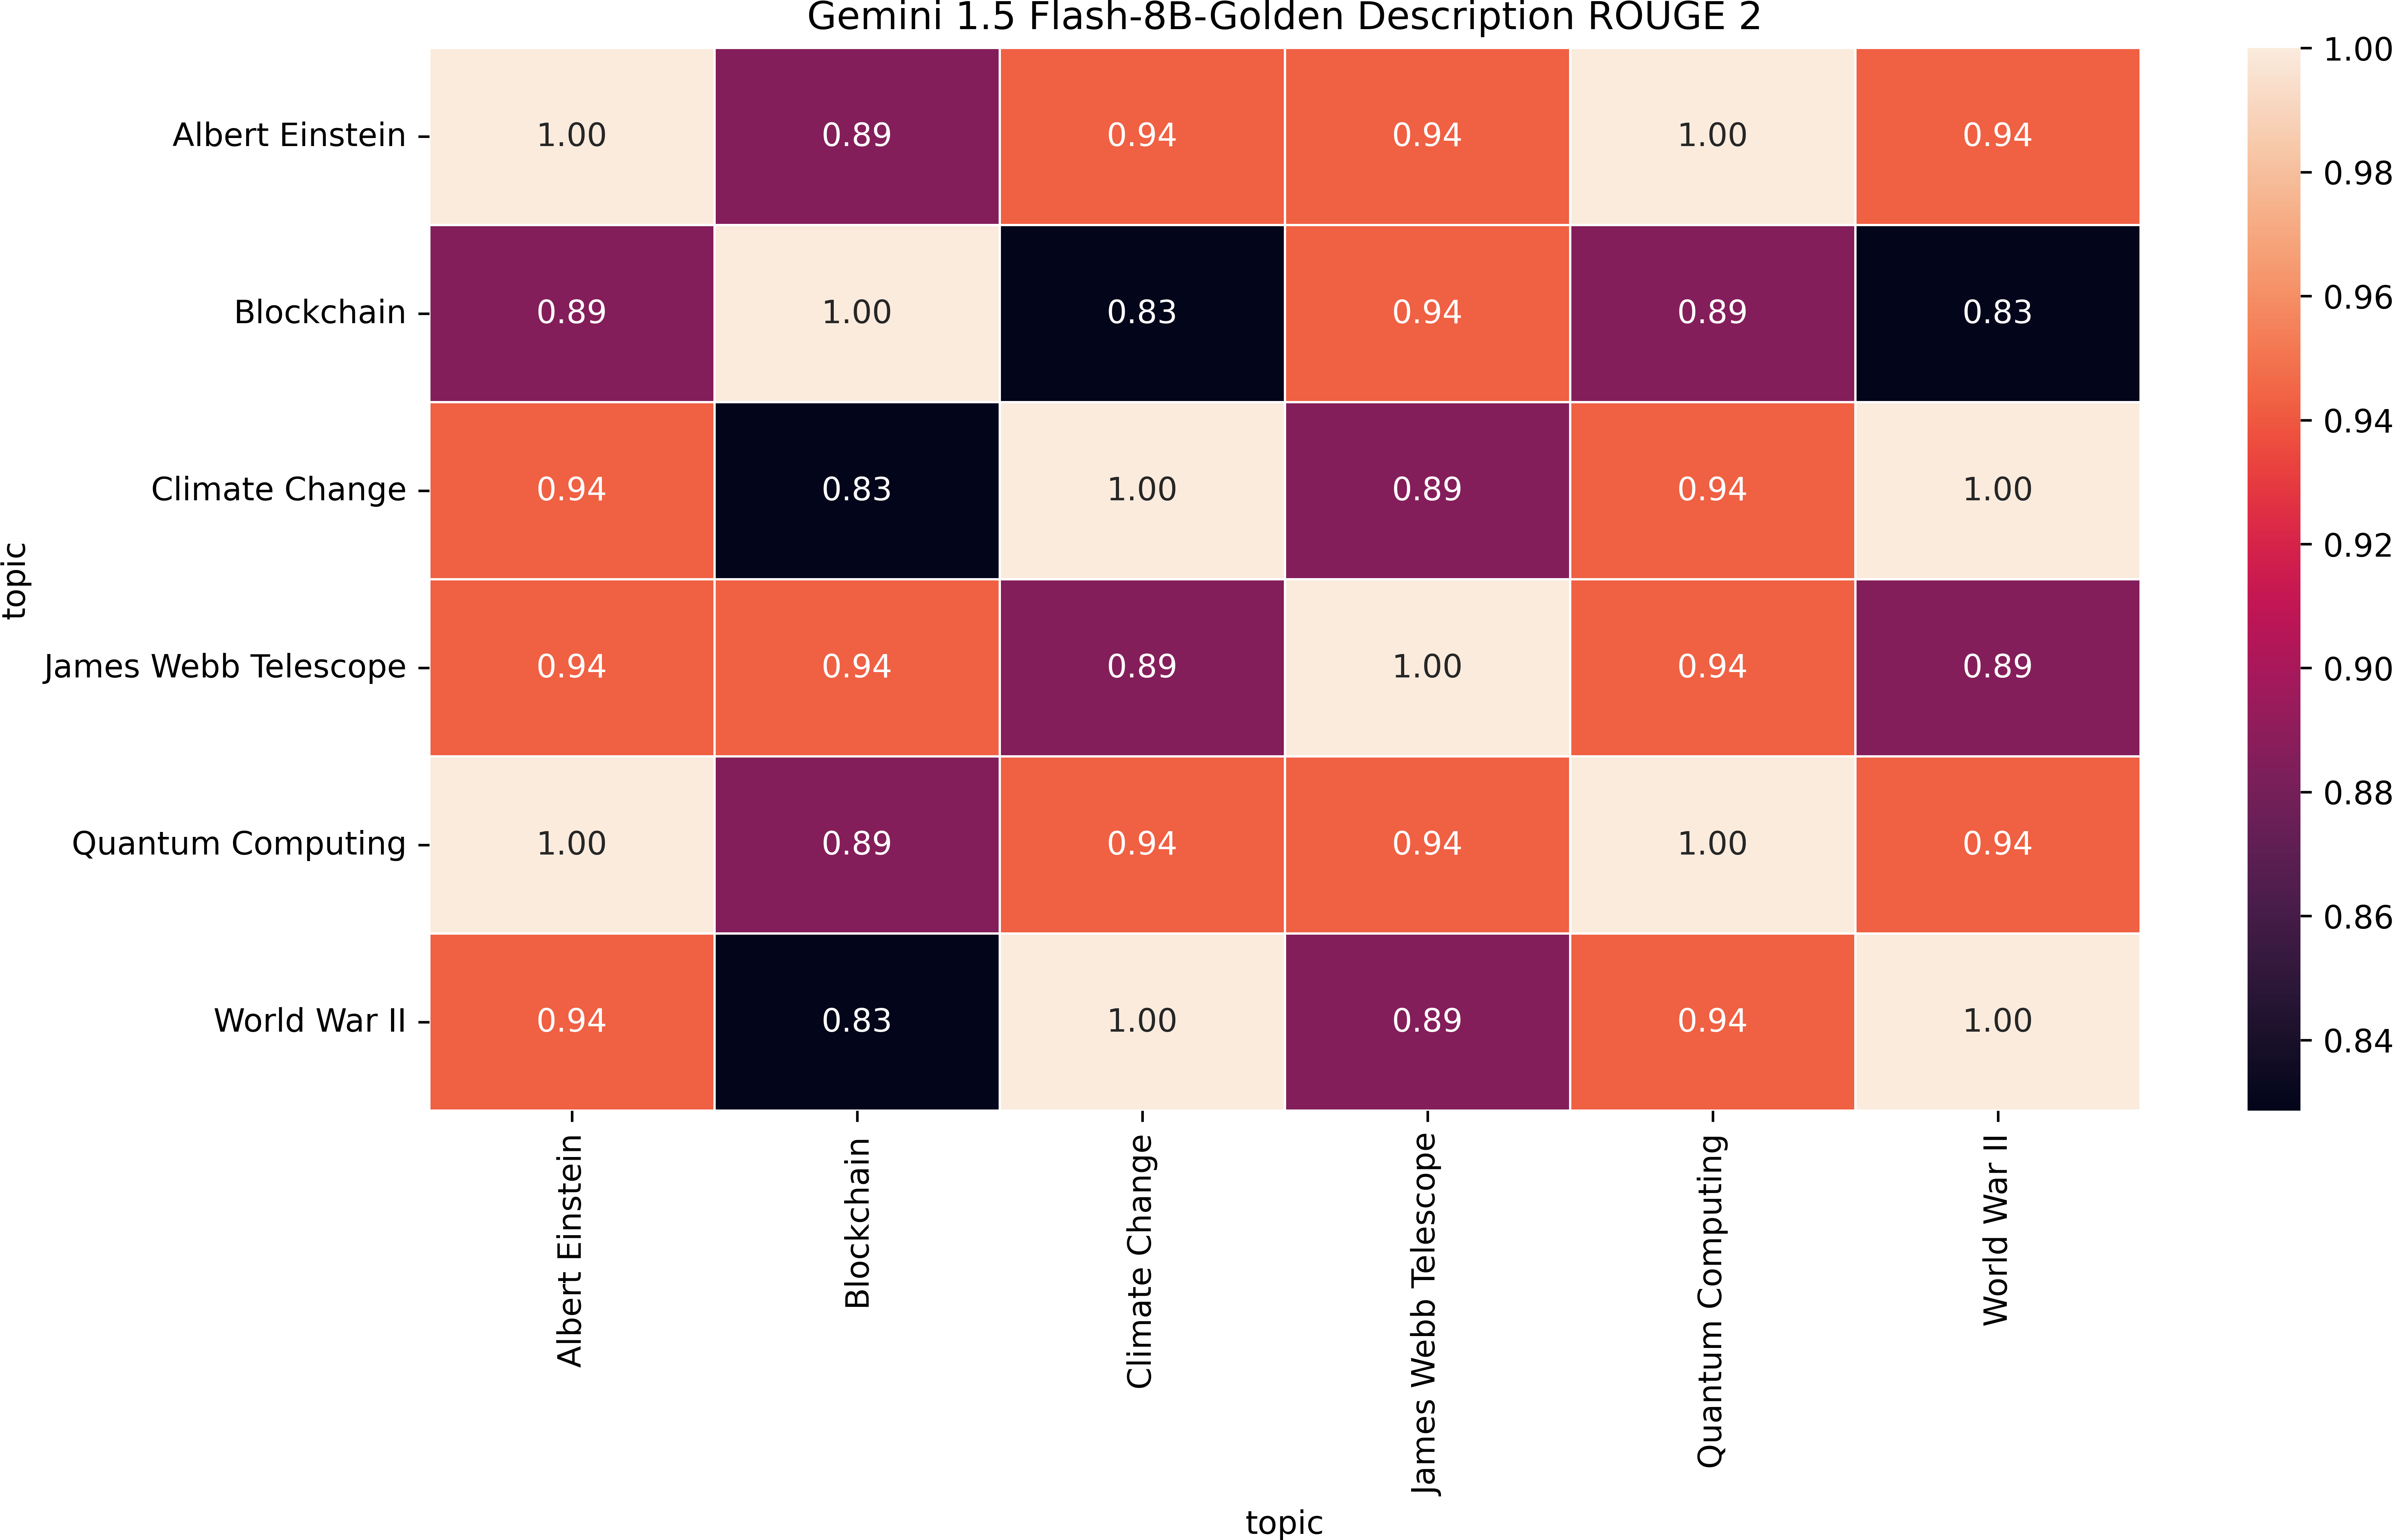 Gemini 1.5 Flash-8B-Golden Description ROUGE 2
Albert Einstein 1.00 0.89 0.94 0.94 1.00 0.94
Blockchain 0.89 1.00 0.83 0.94 0.89 0.83
Climate Change 0.94 0.83 1.00 0.89 0.94 1.00
James Webb Telescope 0.94 0.94 0.89 1.00 0.94 0.89
Quantum Computing 1.00 0.89 0.94 0.94 1.00 0.94
World War II 0.94 0.83 1.00 0.89 0.94 1.00
topic
Albert Einstein
Blockchain
Climate Change
James Webb Telescope
Quantum Computing
World War II
topic
1.00
0.98
0.96
0.94
0.92
0.90
0.88
0.86
0.84